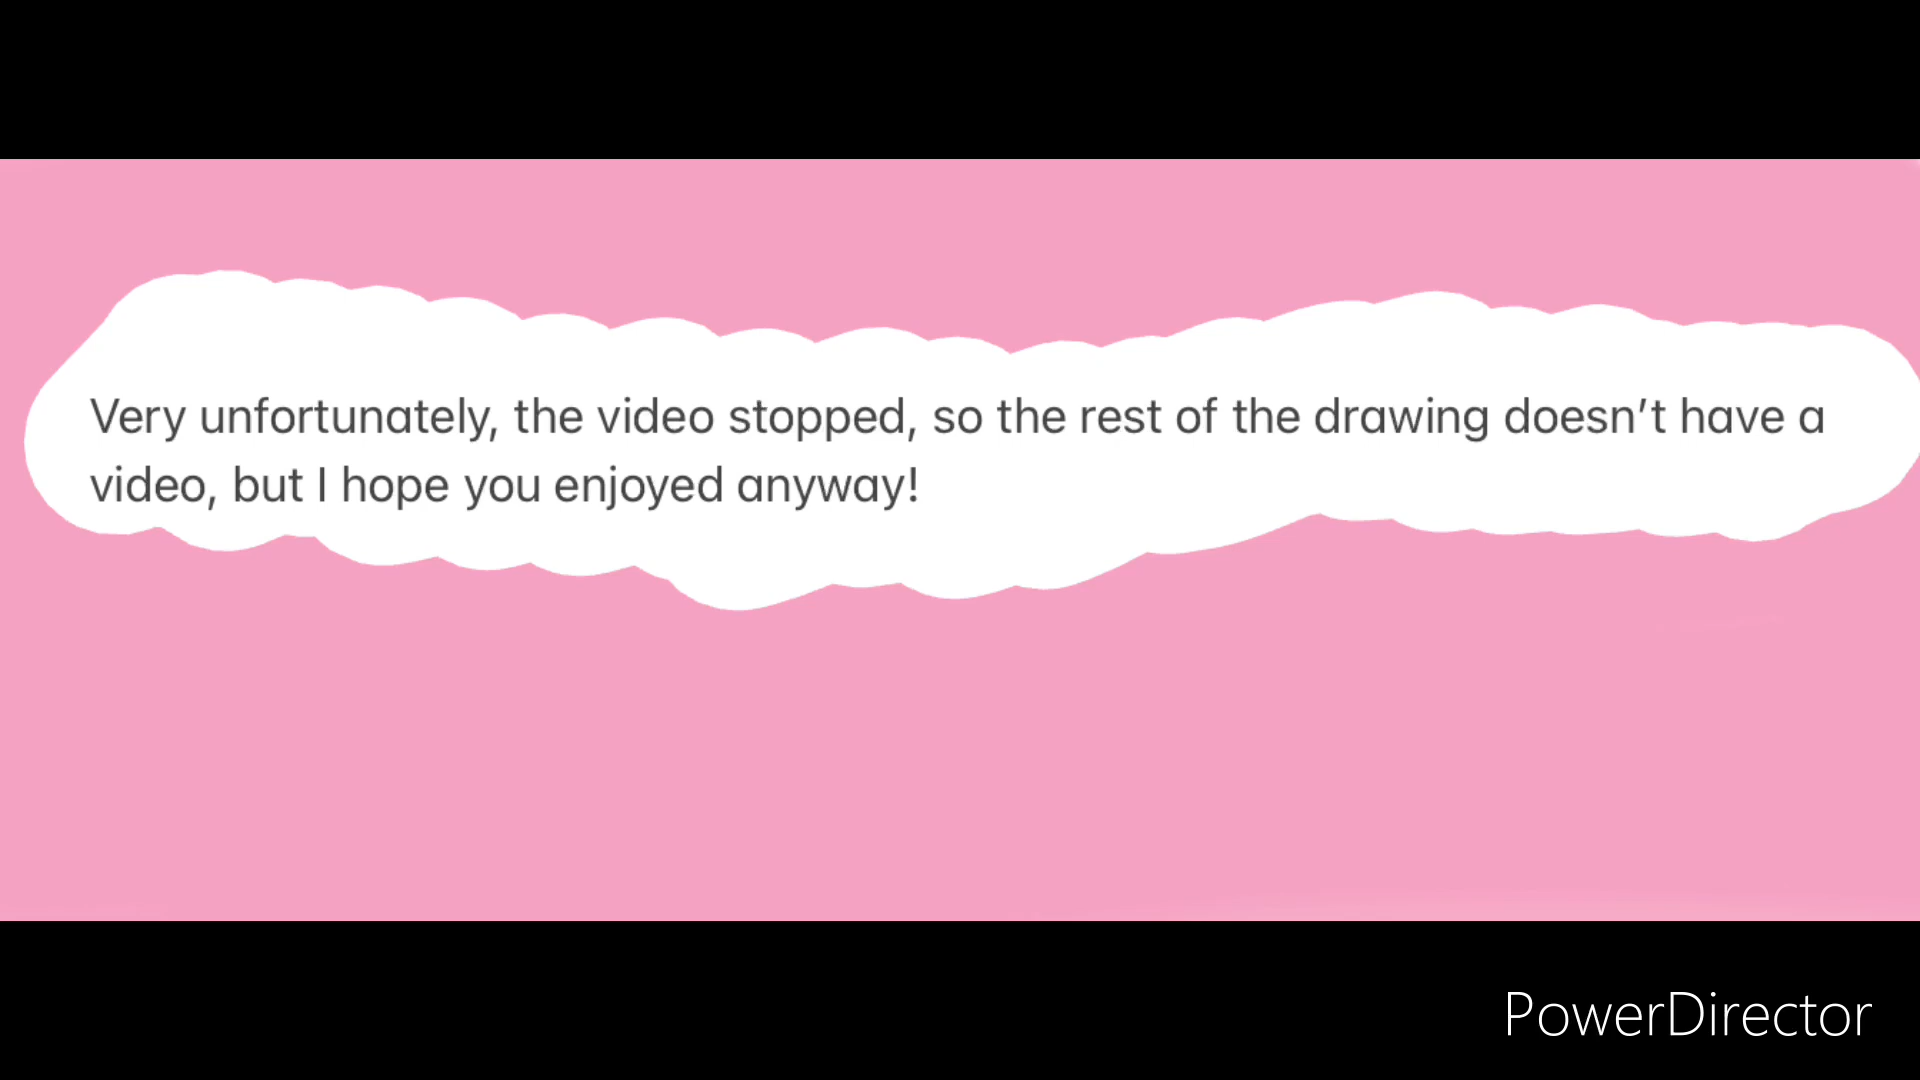 Very unfortunately, the video stopped, so the rest of the drawing doesn’t have a
video, but I hope you enjoyed anyway!
PowerDirector